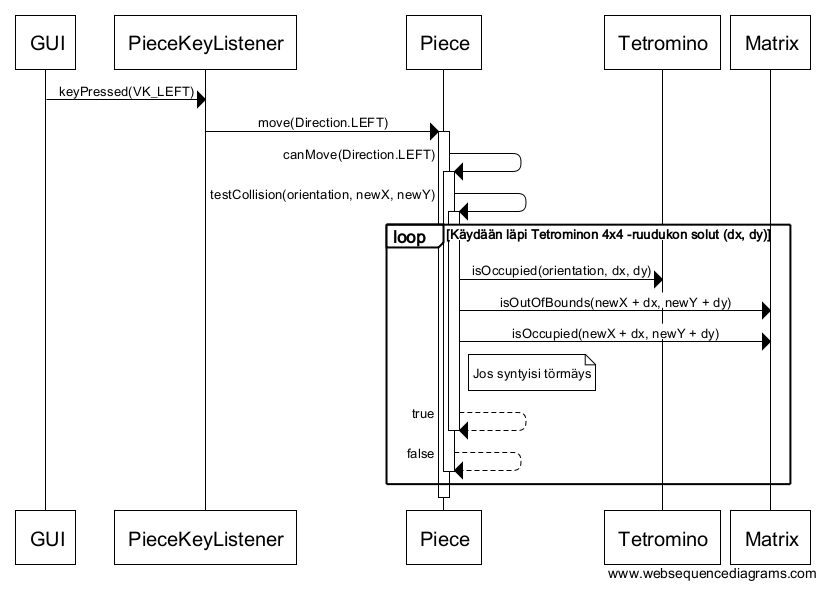 GUI
PieceKeyListener
Piece
Tetromino
Matrix
keyPressed(VK_LEFT)
move(Direction.LEFT)
canMove(Direction.LEFT)
testCollision(orientation, newX, newY)
loop
[Käydään läpi Tetrominon 4x4 -ruudukon solut (dx, dy)]
isOccupied(orientation, dx, dy)
isOutOfBounds(newX + dx, newY + dy)
isOccupied(newX + dx, newY + dy)
Jos syntyisi törmäys
true
false
GUI
PieceKeyListener
Piece
Tetromino
Matrix
www.websequencediagrams.com